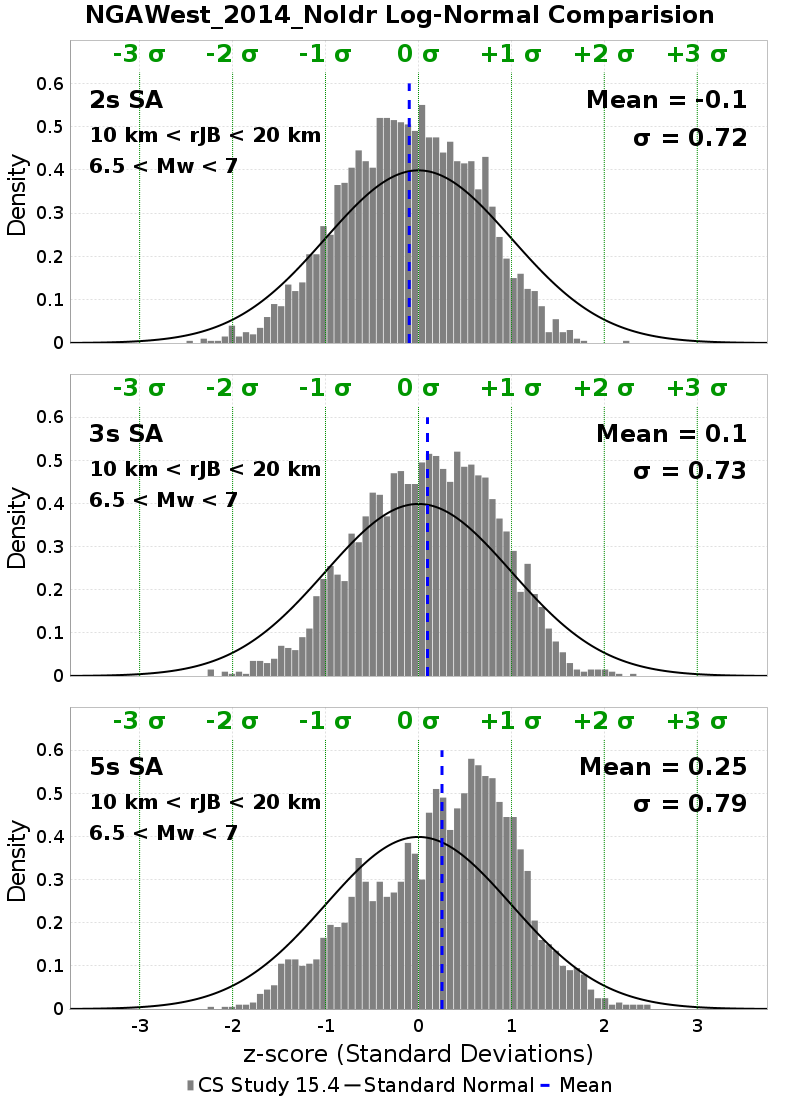 NGAWest_2014_NoIdr Log-Normal Comparision
-3 σ -2 σ -1 σ 0 σ +1 σ +2 σ +3 σ
0.6
2s SA Mean = -0.1
0.5
10 km < rJB < 20 km σ = 0.72
6.5 < Mw < 7
0.4
Density
0.3
0.2
0.1
0
-3 σ -2 σ -1 σ 0 σ +1 σ +2 σ +3 σ
0.6
3s SA Mean = 0.1
0.5
10 km < rJB < 20 km σ = 0.73
6.5 < Mw < 7
0.4
Density
0.3
0.2
0.1
0
-3 σ -2 σ -1 σ 0 σ +1 σ +2 σ +3 σ
0.6
5s SA Mean = 0.25
0.5
10 km < rJB < 20 km σ = 0.79
6.5 < Mw < 7
0.4
Density
0.3
0.2
0.1
0
-3 -2 -1 0 1 2 3
z-score (Standard Deviations)
CS Study 15.4 Standard Normal Mean